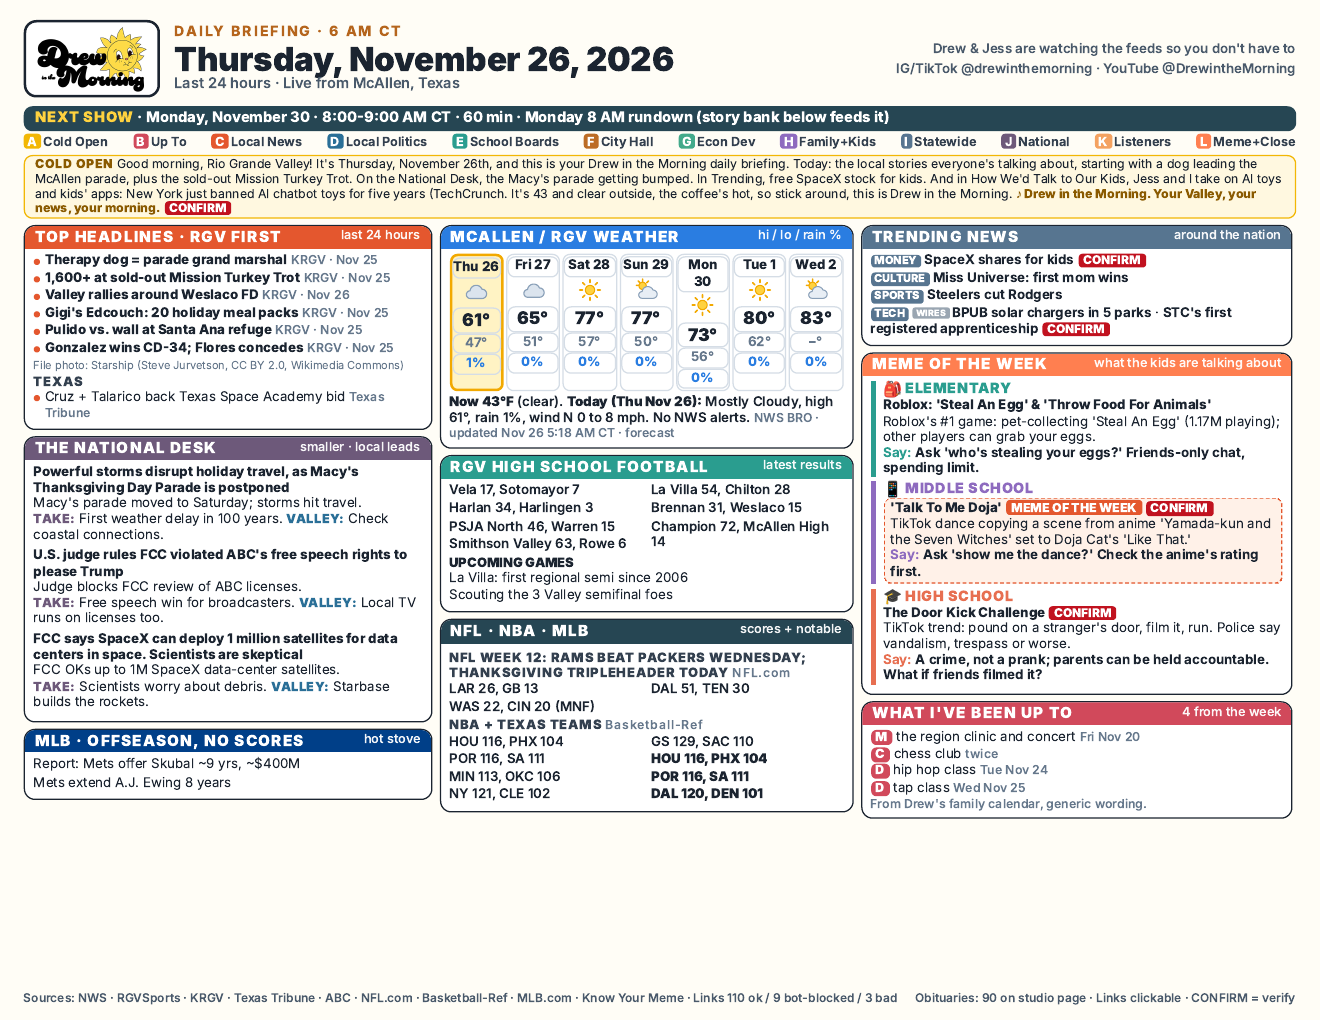 Drew
in the
Morning
DAILY BRIEFING · 6 AM CT
Thursday, November 26, 2026
Last 24 hours · Live from McAllen, Texas
Drew & Jess are watching the feeds so you don't have to
IG/TikTok @drewinthemorning · YouTube @DrewintheMorning
NEXT SHOW · Monday, November 30 · 8:00-9:00 AM CT · 60 min · Monday 8 AM rundown (story bank below feeds it)
A Cold Open B Up To C Local News D Local Politics E School Boards F City Hall G Econ Dev H Family+Kids I Statewide J National K Listeners L Meme+Close
COLD OPEN Good morning, Rio Grande Valley! It's Thursday, November 26th, and this is your Drew in the Morning daily briefing. Today: the local stories everyone's talking about, starting with a dog leading the
McAllen parade, plus the sold-out Mission Turkey Trot. On the National Desk, the Macy's parade getting bumped. In Trending, free SpaceX stock for kids. And in How We'd Talk to Our Kids, Jess and I take on AI toys
and kids' apps: New York just banned AI chatbot toys for five years (TechCrunch. It's 43 and clear outside, the coffee's hot, so stick around, this is Drew in the Morning. ♪ Drew in the Morning. Your Valley, your
news, your morning. CONFIRM
TOP HEADLINES · RGV FIRST last 24 hours
Therapy dog = parade grand marshal KRGV · Nov 25
1,600+ at sold-out Mission Turkey Trot KRGV · Nov 25
Valley rallies around Weslaco FD KRGV · Nov 26
Gigi's Edcouch: 20 holiday meal packs KRGV · Nov 25
Pulido vs. wall at Santa Ana refuge KRGV · Nov 25
Gonzalez wins CD-34; Flores concedes KRGV · Nov 25
File photo: Starship (Steve Jurvetson, CC BY 2.0, Wikimedia Commons)
TEXAS
Cruz + Talarico back Texas Space Academy bid Texas
Tribune
THE NATIONAL DESK smaller · local leads
Powerful storms disrupt holiday travel, as Macy's
Thanksgiving Day Parade is postponed
Macy's parade moved to Saturday; storms hit travel.
TAKE: First weather delay in 100 years. VALLEY: Check
coastal connections.
U.S. judge rules FCC violated ABC's free speech rights to
please Trump
Judge blocks FCC review of ABC licenses.
TAKE: Free speech win for broadcasters. VALLEY: Local TV
runs on licenses too.
FCC says SpaceX can deploy 1 million satellites for data
centers in space. Scientists are skeptical
FCC OKs up to 1M SpaceX data-center satellites.
TAKE: Scientists worry about debris. VALLEY: Starbase
builds the rockets.
MLB · OFFSEASON, NO SCORES hot stove
Report: Mets offer Skubal ~9 yrs, ~$400M
Mets extend A.J. Ewing 8 years
MCALLEN / RGV WEATHER hi / lo / rain %
Thu 26 Fri 27 Sat 28 Sun 29 Mon 30 Tue 1 Wed 2
61° 65° 77° 77° 73° 80° 83°
47° 51° 57° 50° 56° 62° –°
1% 0% 0% 0% 0% 0% 0%
Now 43°F (clear). Today (Thu Nov 26): Mostly Cloudy, high
61°, rain 1%, wind N 0 to 8 mph. No NWS alerts. NWS BRO ·
updated Nov 26 5:18 AM CT · forecast
RGV HIGH SCHOOL FOOTBALL latest results
Vela 17, Sotomayor 7 La Villa 54, Chilton 28
Harlan 34, Harlingen 3 Brennan 31, Weslaco 15
PSJA North 46, Warren 15 Champion 72, McAllen High
Smithson Valley 63, Rowe 6 14
UPCOMING GAMES
La Villa: first regional semi since 2006
Scouting the 3 Valley semifinal foes
NFL · NBA · MLB scores + notable
NFL WEEK 12: RAMS BEAT PACKERS WEDNESDAY;
THANKSGIVING TRIPLEHEADER TODAY NFL.com
LAR 26, GB 13 DAL 51, TEN 30
WAS 22, CIN 20 (MNF)
NBA + TEXAS TEAMS Basketball-Ref
HOU 116, PHX 104 GS 129, SAC 110
POR 116, SA 111 HOU 116, PHX 104
MIN 113, OKC 106 POR 116, SA 111
NY 121, CLE 102 DAL 120, DEN 101
TRENDING NEWS around the nation
MONEY SpaceX shares for kids CONFIRM
CULTURE Miss Universe: first mom wins
SPORTS Steelers cut Rodgers
TECH WIRES BPUB solar chargers in 5 parks · STC's first
registered apprenticeship CONFIRM
MEME OF THE WEEK what the kids are talking about
🎒 ELEMENTARY
Roblox: 'Steal An Egg' & 'Throw Food For Animals'
Roblox's #1 game: pet-collecting 'Steal An Egg' (1.17M playing);
other players can grab your eggs.
Say: Ask 'who's stealing your eggs?' Friends-only chat,
spending limit.
📱 MIDDLE SCHOOL
'Talk To Me Doja' MEME OF THE WEEK CONFIRM
TikTok dance copying a scene from anime 'Yamada-kun and
the Seven Witches' set to Doja Cat's 'Like That.'
Say: Ask 'show me the dance?' Check the anime's rating
first.
🎓 HIGH SCHOOL
The Door Kick Challenge CONFIRM
TikTok trend: pound on a stranger's door, film it, run. Police say
vandalism, trespass or worse.
Say: A crime, not a prank; parents can be held accountable.
What if friends filmed it?
WHAT I'VE BEEN UP TO 4 from the week
M the region clinic and concert Fri Nov 20
C chess club twice
D hip hop class Tue Nov 24
D tap class Wed Nov 25
From Drew's family calendar, generic wording.
Sources: NWS · RGVSports · KRGV · Texas Tribune · ABC · NFL.com · Basketball-Ref · MLB.com · Know Your Meme · Links 110 ok / 9 bot-blocked / 3 bad Obituaries: 90 on studio page · Links clickable · CONFIRM = verify